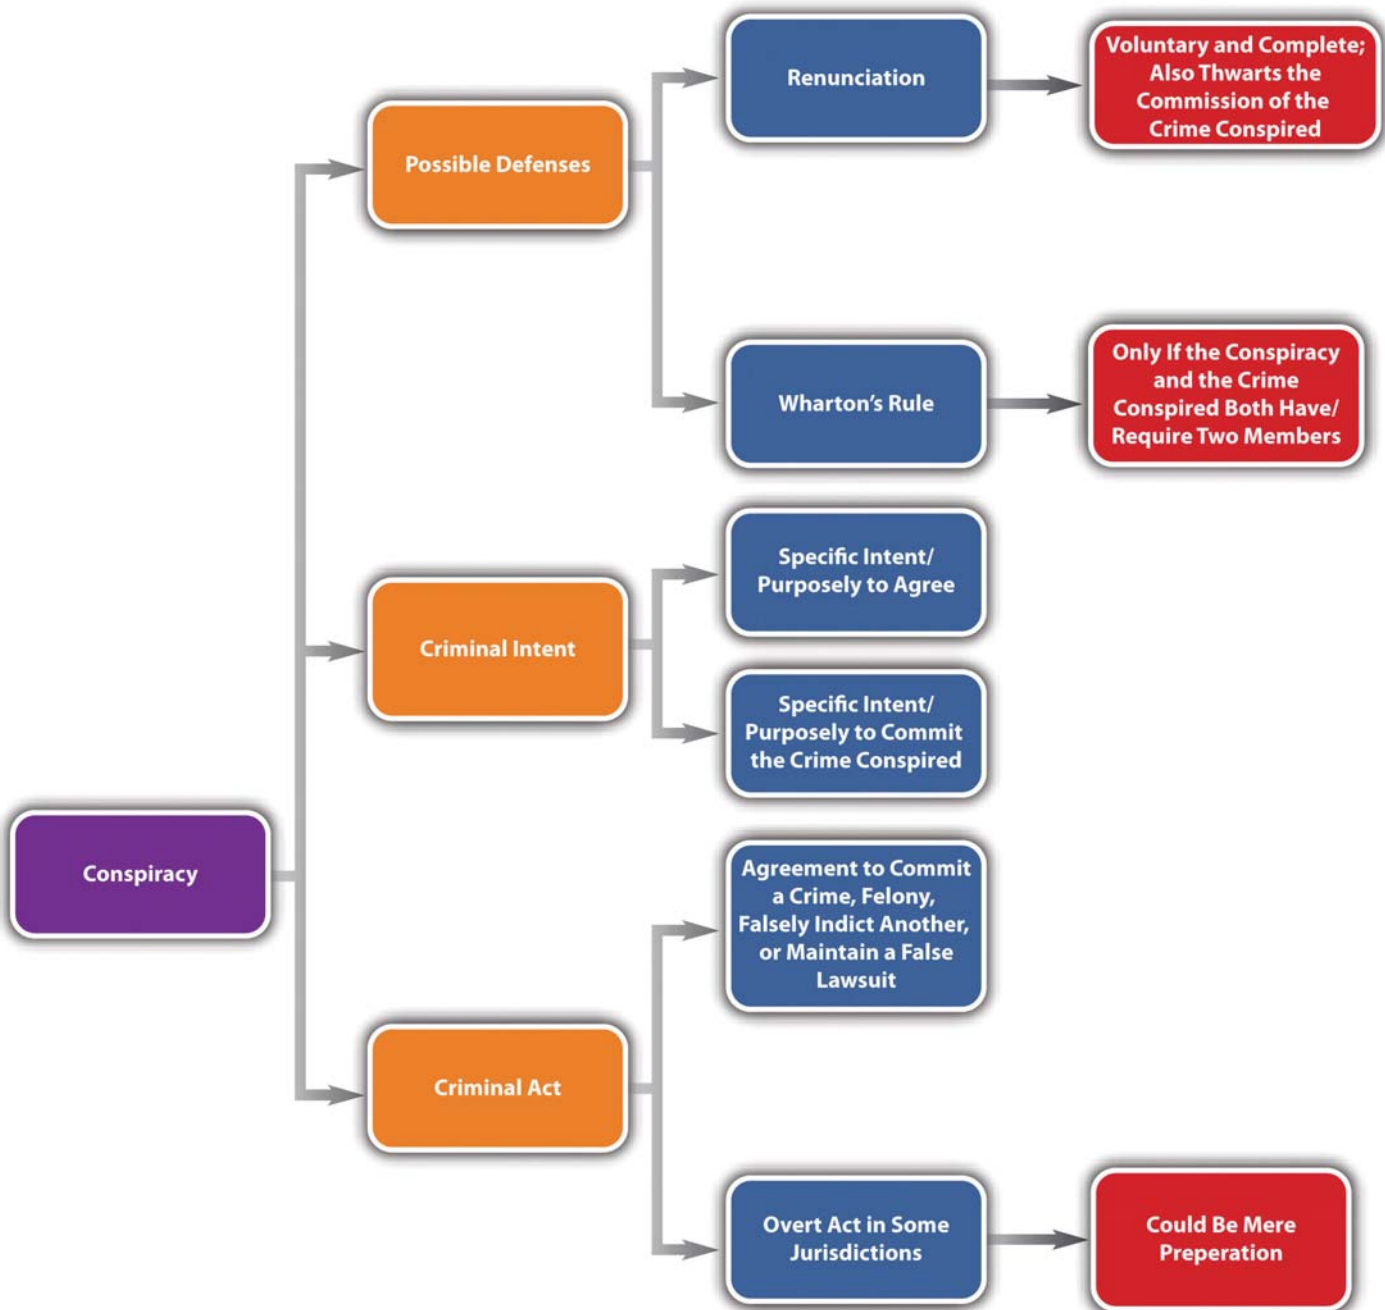 Renunciation
Voluntary and Complete;
Also Thwarts the
Commission of the
Crime Conspired
Possible Defenses
Wharton's Rule
Only If the Conspiracy
and the Crime
Conspired Both Have/
Require Two Members
Specific Intent/
Purposely to Agree
Criminal Intent
Specific Intent/
Purposely to Commit
the Crime Conspired
Conspiracy
Agreement to Commit
a Crime, Felony,
Falsely Indict Another,
or Maintain a False
Lawsuit
Criminal Act
Overt Act in Some
Jurisdictions
Could Be Mere
Preperation